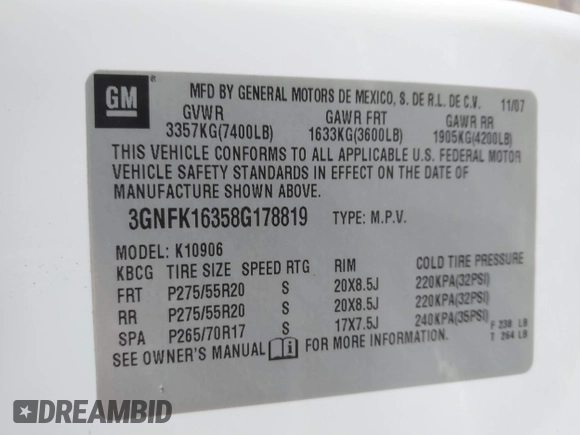 GM ®
MFD BY GENERAL MOTORS DE MEXICO, S. DE R.L. DE C.V. 11/07
GVWR GAWR FRT GAWR RR
3357KG(7400LB) 1633KG(3600LB) 1905KG(4200LB)
THIS VEHICLE CONFORMS TO ALL APPLICABLE U.S. FEDERAL MOTOR
VEHICLE SAFETY STANDARDS IN EFFECT ON THE DATE OF
MANUFACTURE SHOWN ABOVE.
3GNFK16358G178819 TYPE: M.P.V.
MODEL: K10906
KBCG TIRE SIZE SPEED RTG RIM COLD TIRE PRESSURE
FRT P275/55R20 S 20X8.5J 220KPA(32PSI)
RR P275/55R20 S 20X8.5J 220KPA(32PSI)
SPA P265/70R17 S 17X7.5J 240KPA(35PSI)
F 238 LB
SEE OWNER'S MANUAL i FOR MORE INFORMATION. T 264 LB
DREAMBID